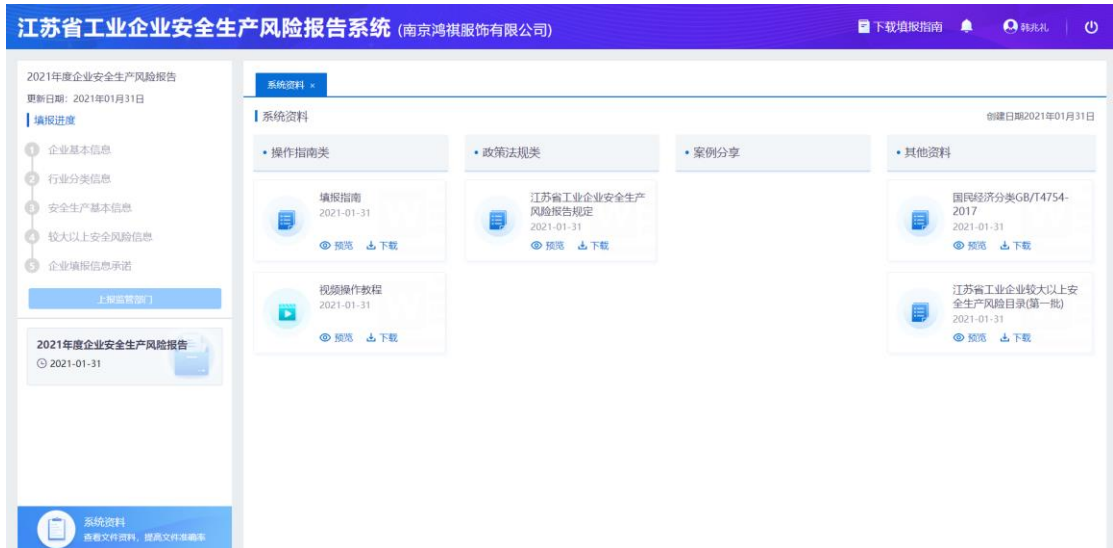 江苏省工业企业安全生产风险报告系统 (南京鸿祺服饰有限公司)
下载填报指南
韩兆礼
2021年度企业安全生产风险报告
更新日期：2021年01月31日
填报进度
1 企业基本信息
2 行业分类信息
3 安全生产基本信息
4 较大以上安全风险信息
5 企业填报信息承诺
上报监管部门
2021年度企业安全生产风险报告
2021-01-31
系统资料
查看文件资料，提高文件准确率
系统资料 ×
系统资料
创建日期2021年01月31日
• 操作指南类
填报指南
2021-01-31
预览 下载
视频操作教程
2021-01-31
预览 下载
• 政策法规类
江苏省工业企业安全生产
风险报告规定
2021-01-31
预览 下载
• 案例分享
• 其他资料
国民经济分类GB/T4754-
2017
2021-01-31
预览 下载
江苏省工业企业较大以上安
全生产风险目录(第一批)
2021-01-31
预览 下载